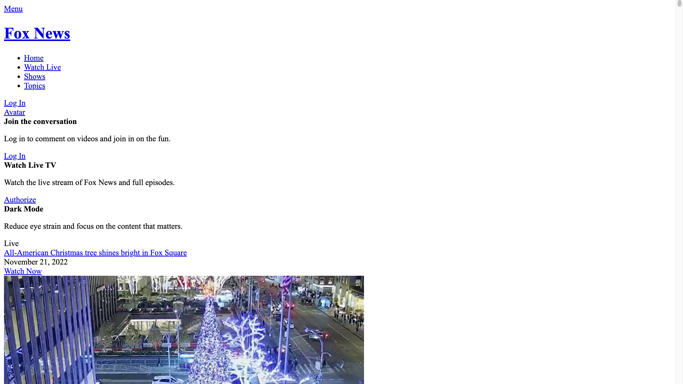 Menu
Fox News
Home
Watch Live
Shows
Topics
Log In
Avatar
Join the conversation
Log in to comment on videos and join in on the fun.
Log In
Watch Live TV
Watch the live stream of Fox News and full episodes.
Authorize
Dark Mode
Reduce eye strain and focus on the content that matters.
Live
All-American Christmas tree shines bright in Fox Square
November 21, 2022
Watch Now